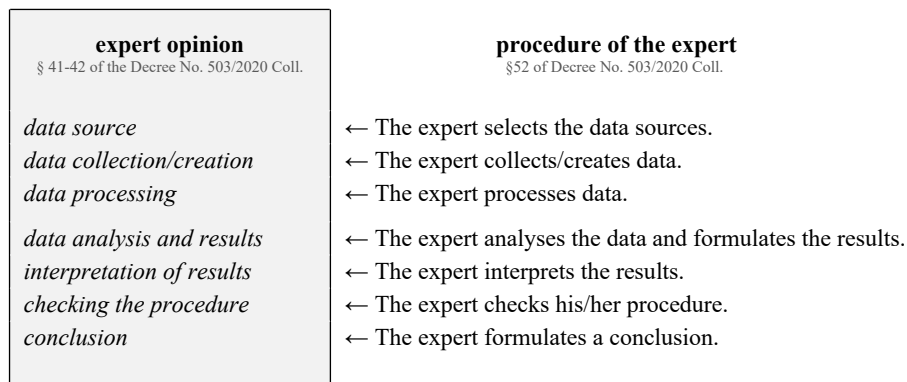 expert opinion procedure of the expert
§ 41-42 of the Decree No. 503/2020 Coll. §52 of Decree No. 503/2020 Coll.
data source ← The expert selects the data sources.
data collection/creation ← The expert collects/creates data.
data processing ← The expert processes data.
data analysis and results ← The expert analyses the data and formulates the results.
interpretation of results ← The expert interprets the results.
checking the procedure ← The expert checks his/her procedure.
conclusion ← The expert formulates a conclusion.